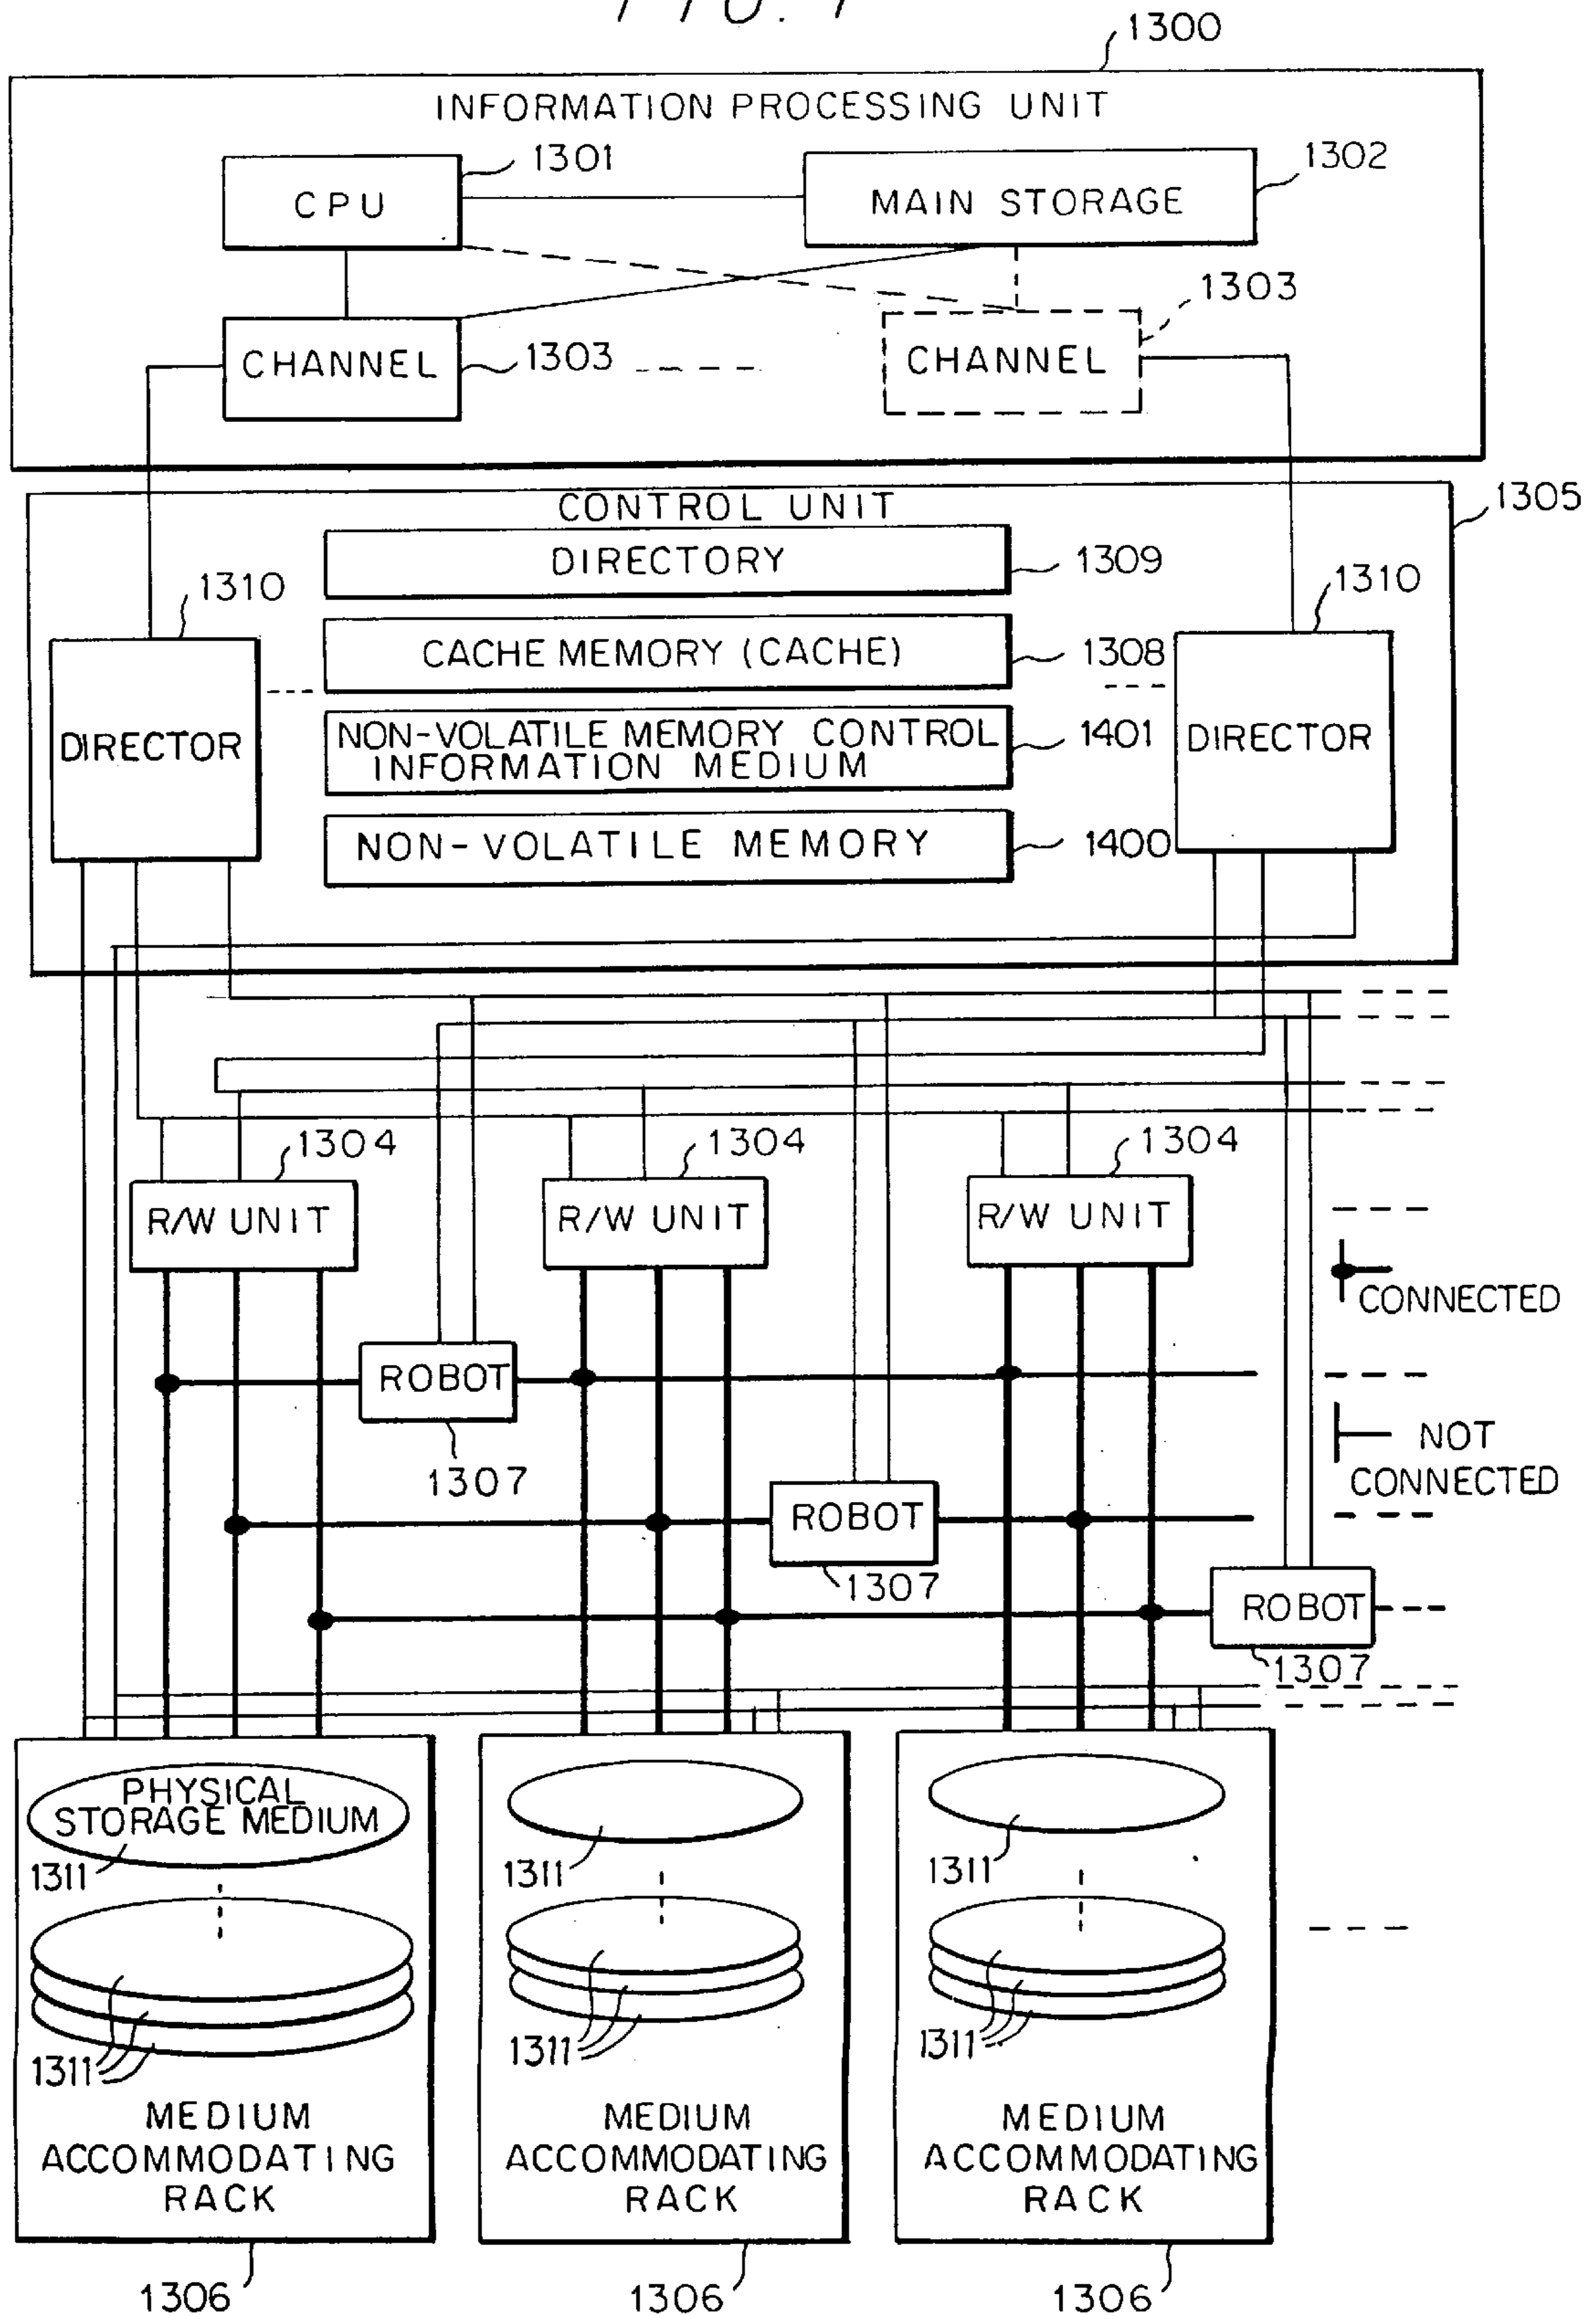 1300
INFORMATION PROCESSING UNIT
1301
1302
CPU
MAIN STORAGE
1303
CHANNEL
1303
CHANNEL
1305
CONTROL UNIT
DIRECTORY
1309
1310
1310
CACHE MEMORY (CACHE)
1308
DIRECTOR
NON-VOLATILE MEMORY CONTROL
INFORMATION MEDIUM
1401
DIRECTOR
NON-VOLATILE MEMORY
1400
1304
1304
1304
R/W UNIT
R/W UNIT
R/W UNIT
CONNECTED
ROBOT
NOT
CONNECTED
1307
ROBOT
1307
ROBOT
1307
PHYSICAL
STORAGE MEDIUM
1311
1311
1311
1311
1311
1311
MEDIUM
ACCOMMODATING
RACK
MEDIUM
ACCOMMODATING
RACK
MEDIUM
ACCOMMODATING
RACK
1306
1306
1306